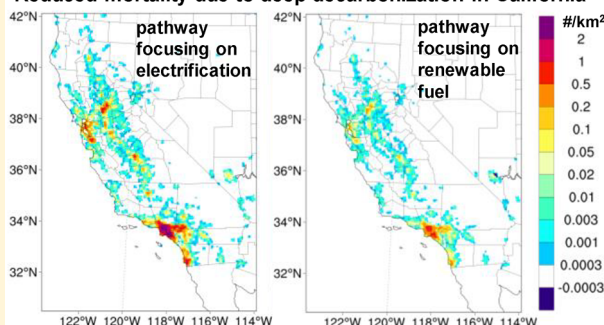 Reduced mortality due to deep decarbonization in California
42°N
40°N
38°N
36°N
34°N
32°N
122°W 120°W 118°W 116°W 114°W
pathway
focusing on
electrification
42°N
40°N
38°N
36°N
34°N
32°N
122°W 120°W 118°W 116°W 114°W
pathway
focusing on
renewable
fuel
#/km²
2
1
0.5
0.2
0.1
0.05
0.02
0.01
0.003
0.001
0.0003
-0.0003